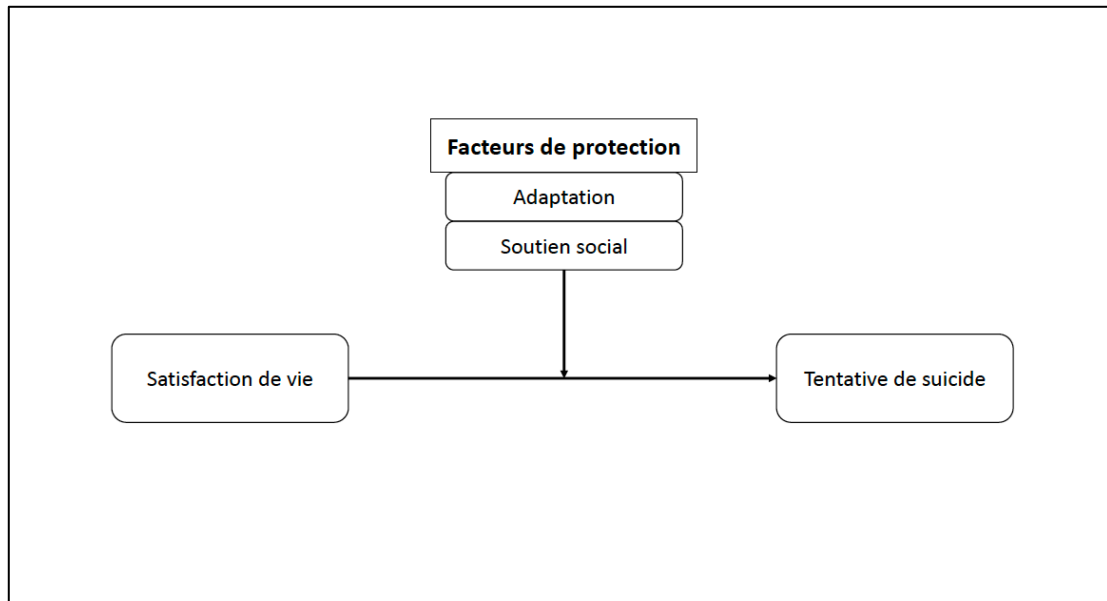 Facteurs de protection
Adaptation
Soutien social
Satisfaction de vie
Tentative de suicide